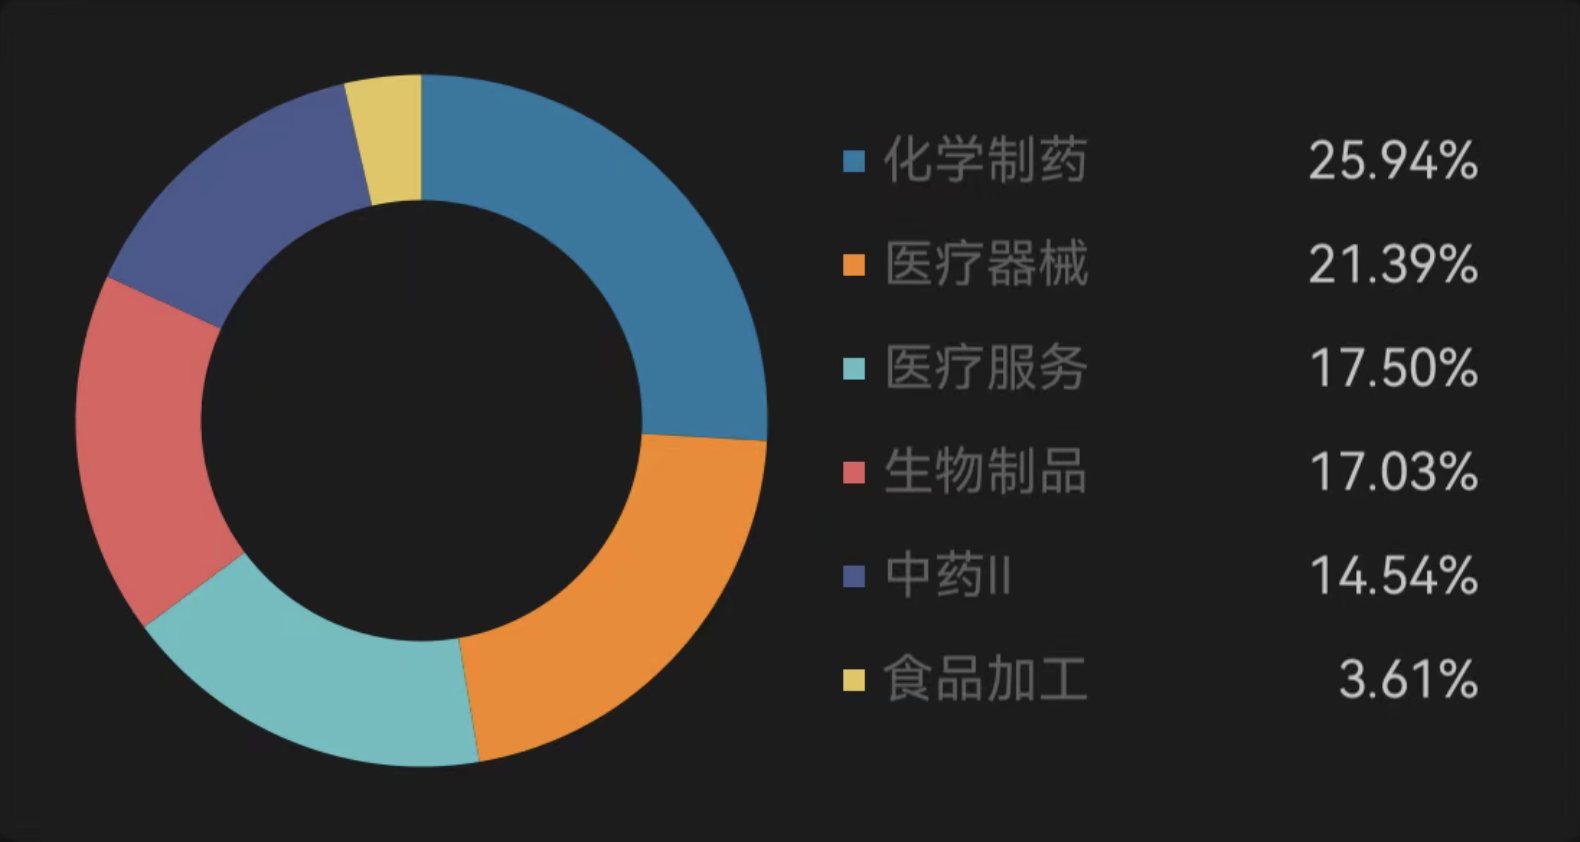 化学制药 25.94%
医疗器械 21.39%
医疗服务 17.50%
生物制品 17.03%
中药II 14.54%
食品加工 3.61%